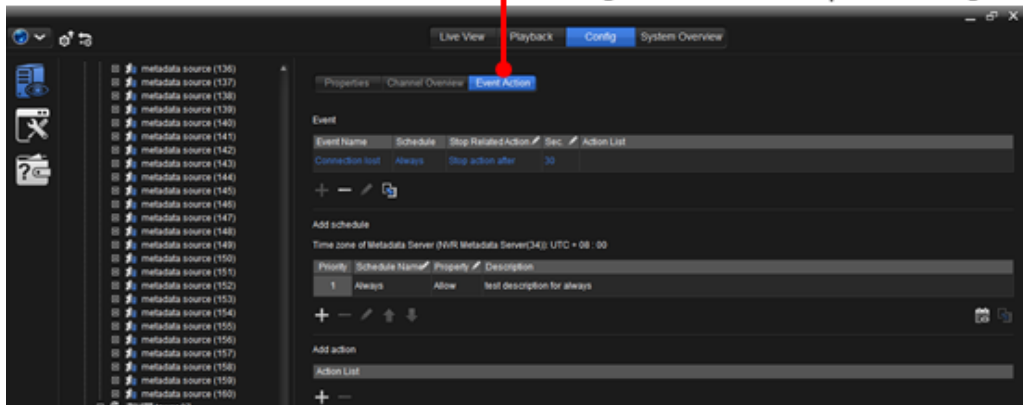 Live View Playback Config System Overview
metadata source (136)
metadata source (137)
metadata source (138)
metadata source (139)
metadata source (140)
metadata source (141)
metadata source (142)
metadata source (143)
metadata source (144)
metadata source (145)
metadata source (146)
metadata source (147)
metadata source (148)
metadata source (149)
metadata source (150)
metadata source (151)
metadata source (152)
metadata source (153)
metadata source (154)
metadata source (155)
metadata source (156)
metadata source (157)
metadata source (158)
metadata source (159)
metadata source (160)
Properties Channel Overview Event Action
Event
Event Name Schedule Stop Related Action Sec. Action List
Connection lost Always Stop action after 30
Add schedule
Time zone of Metadata Server (NVR Metadata Server(34)): UTC + 08 : 00
Priority Schedule Name Property Description
1 Always Allow test description for always
Add action
Action List